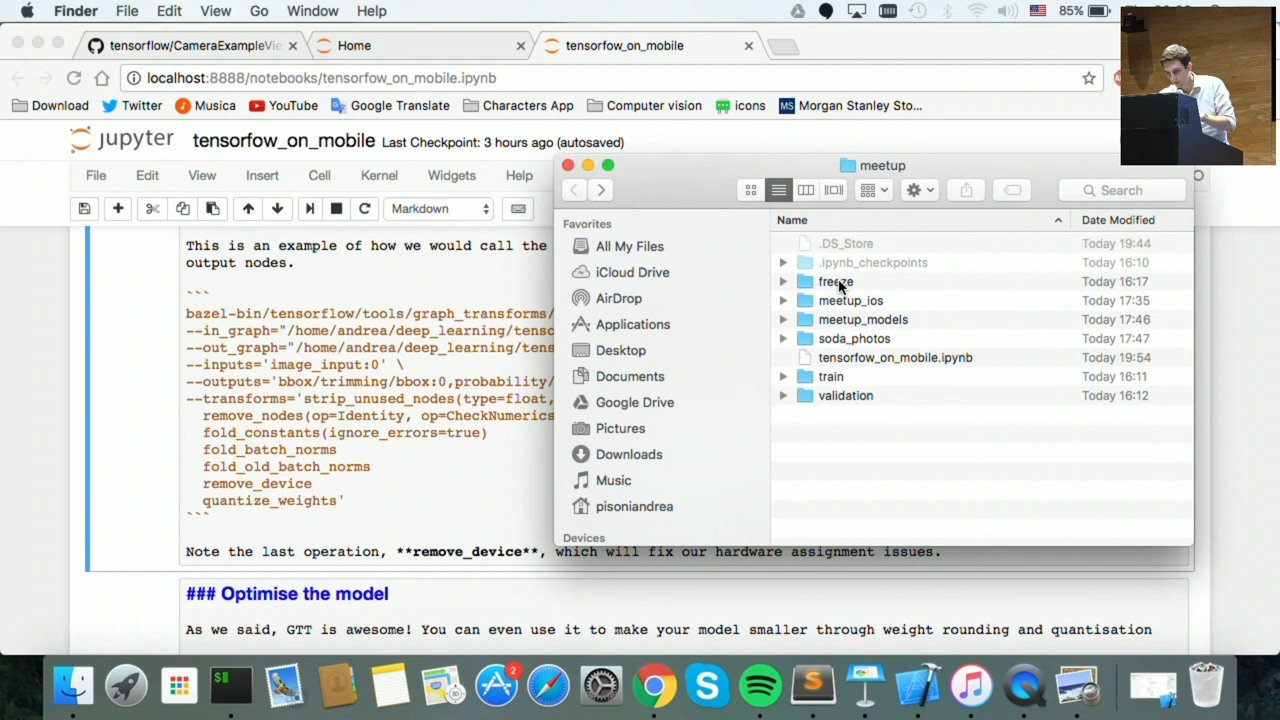 Finder File Edit View Go Window Help 85%
tensorflow/CameraExampleVie Home tensorfow_on_mobile
localhost:8888/notebooks/tensorfow_on_mobile.ipynb
Download Twitter Musica YouTube Google Translate Characters App Computer vision icons MS Morgan Stanley Sto...
jupyter tensorfow_on_mobile Last Checkpoint: 3 hours ago (autosaved)
File Edit View Insert Cell Kernel Widgets Help
Markdown
This is an example of how we would call the
output nodes.
```
bazel-bin/tensorflow/tools/graph_transforms/
--in_graph="/home/andrea/deep_learning/tenso
--out_graph="/home/andrea/deep_learning/tens
--inputs='image_input:0' \
--outputs='bbox/trimming/bbox:0,probability/
--transforms='strip_unused_nodes(type=float,
remove_nodes(op=Identity, op=CheckNumerics
fold_constants(ignore_errors=true)
fold_batch_norms
fold_old_batch_norms
remove_device
quantize_weights'
```
Note the last operation, **remove_device**, which will fix our hardware assignment issues.
### Optimise the model
As we said, GTT is awesome! You can even use it to make your model smaller through weight rounding and quantisation
meetup
Search
Favorites
All My Files
iCloud Drive
AirDrop
Applications
Desktop
Documents
Google Drive
Pictures
Downloads
Music
pisoniandrea
Devices
Name Date Modified
.DS_Store Today 19:44
.ipynb_checkpoints Today 16:10
freeze Today 16:17
meetup_ios Today 17:35
meetup_models Today 17:46
soda_photos Today 17:47
tensorfow_on_mobile.ipynb Today 19:54
train Today 16:11
validation Today 16:12
2